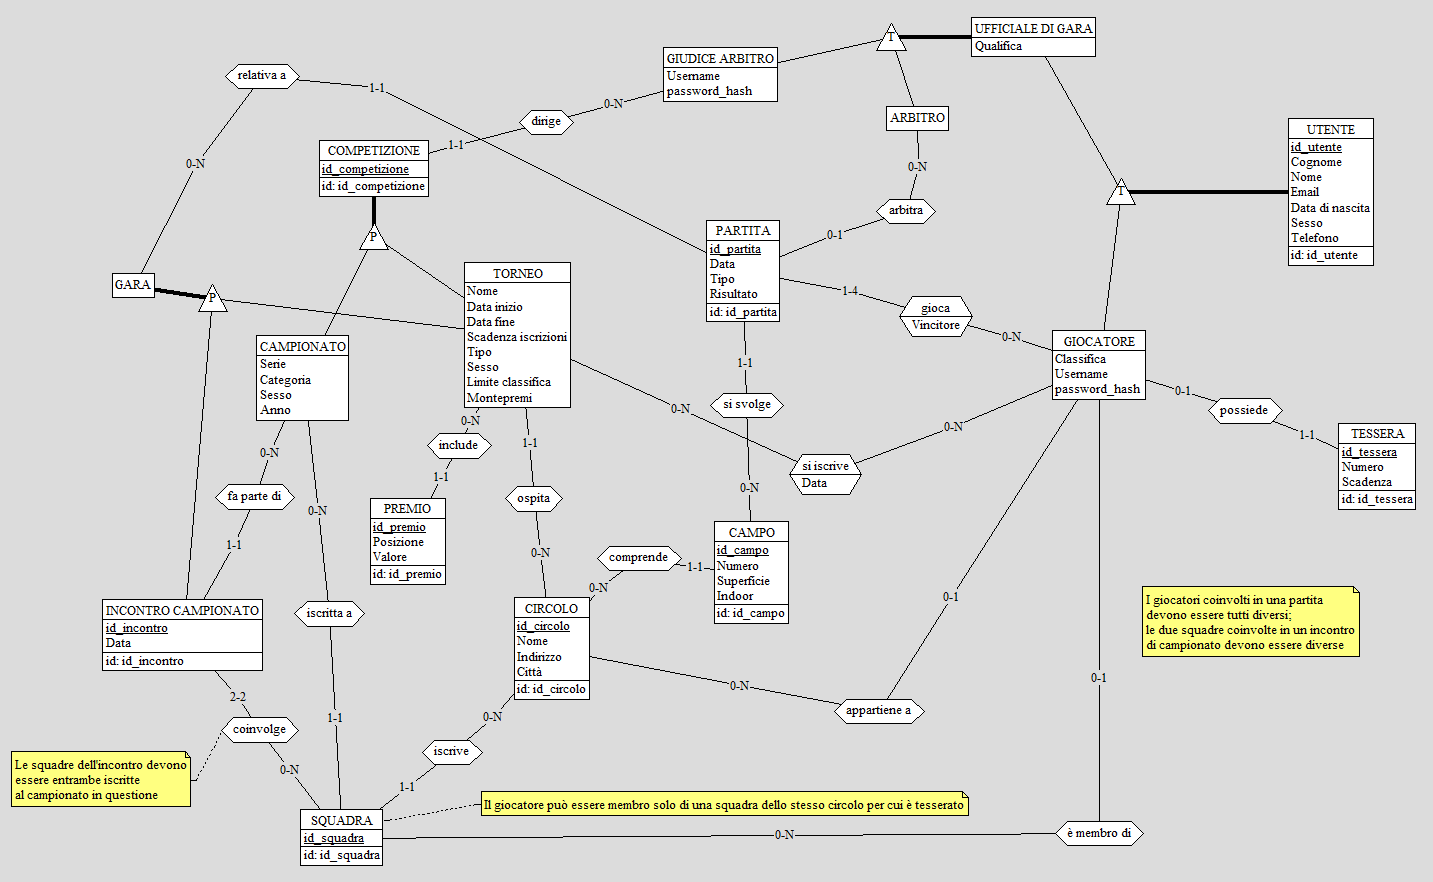 UFFICIALE DI GARA
Qualifica
T
GIUDICE ARBITRO
Username
password_hash
relativa a
1-1
0-N
dirige
1-1
0-N
ARBITRO
0-N
arbitra
0-1
UTENTE
id_utente
Cognome
Nome
Email
Data di nascita
Sesso
Telefono
id: id_utente
T
COMPETIZIONE
id_competizione
id: id_competizione
P
PARTITA
id_partita
Data
Tipo
Risultato
id: id_partita
1-4
gioca
Vincitore
0-N
GARA
P
TORNEO
Nome
Data inizio
Data fine
Scadenza iscrizioni
Tipo
Sesso
Limite classifica
Montepremi
CAMPIONATO
Serie
Categoria
Sesso
Anno
GIOCATORE
Classifica
Username
password_hash
0-1
possiede
1-1
TESSERA
id_tessera
Numero
Scadenza
id: id_tessera
1-1
si svolge
0-N
0-N
si iscrive
Data
0-N
0-N
include
1-1
1-1
ospita
0-N
0-N
fa parte di
1-1
0-N
iscritta a
1-1
PREMIO
id_premio
Posizione
Valore
id: id_premio
CAMPO
id_campo
Numero
Superficie
Indoor
id: id_campo
comprende
1-1
0-N
CIRCOLO
id_circolo
Nome
Indirizzo
Città
id: id_circolo
INCONTRO CAMPIONATO
id_incontro
Data
id: id_incontro
I giocatori coinvolti in una partita
devono essere tutti diversi;
le due squadre coinvolte in un incontro
di campionato devono essere diverse
0-1
0-N
appartiene a
0-1
2-2
coinvolge
0-N
0-N
iscrive
1-1
Le squadre dell'incontro devono
essere entrambe iscritte
al campionato in questione
Il giocatore può essere membro solo di una squadra dello stesso circolo per cui è tesserato
SQUADRA
id_squadra
id: id_squadra
0-N
è membro di